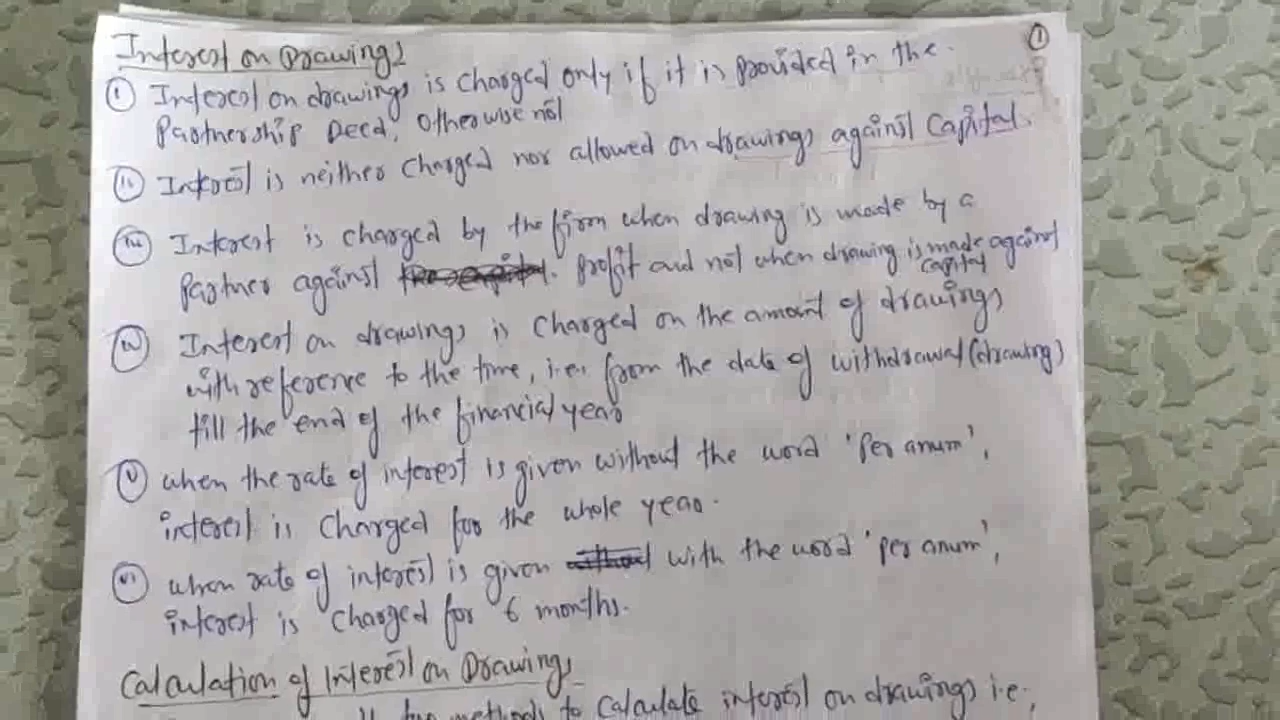 Interest on Drawings
①
(i) Interest on drawings is charged only if it is provided in the
Partnership Deed, Otherwise not
(ii) Interest is neither charged nor allowed on drawings against Capital.
(iii) Interest is charged by the firm when drawing is made by a
Partner against Profit and not when drawing is made against
capital
(iv) Interest on drawings is charged on the amount of drawings
with reference to the time, i.e. from the date of withdrawal (drawing)
till the end of the financial year
(v) when the rate of interest is given without the word 'Per anum',
interest is charged for the whole year.
(vi) when rate of interest is given with the word 'per anum',
interest is charged for 6 months.
Calculation of Interest on Drawings
two methods to calculate interest on drawings i.e;